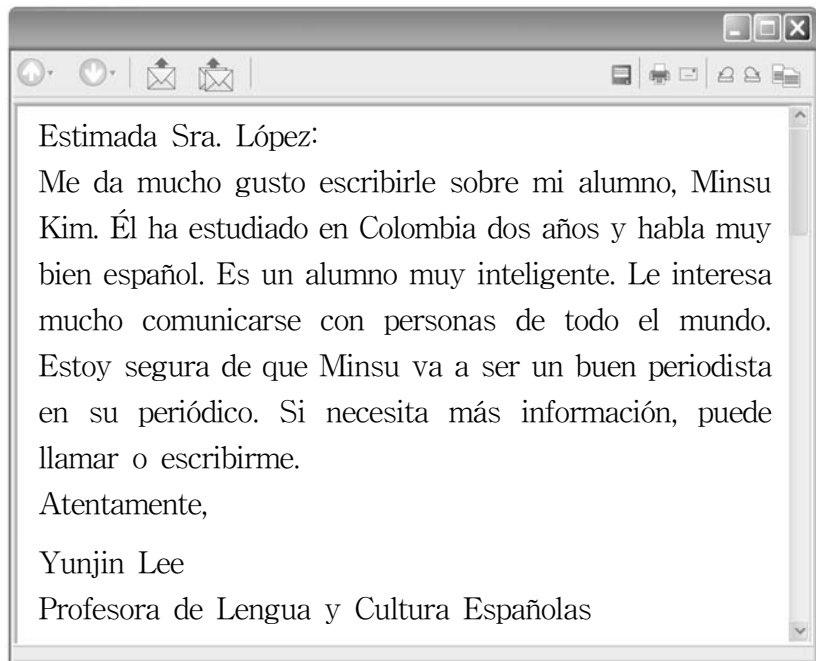 Estimada Sra. López:
Me da mucho gusto escribirle sobre mi alumno, Minsu
Kim. Él ha estudiado en Colombia dos años y habla muy
bien español. Es un alumno muy inteligente. Le interesa
mucho comunicarse con personas de todo el mundo.
Estoy segura de que Minsu va a ser un buen periodista
en su periódico. Si necesita más información, puede
llamar o escribirme.
Atentamente,
Yunjin Lee
Profesora de Lengua y Cultura Españolas